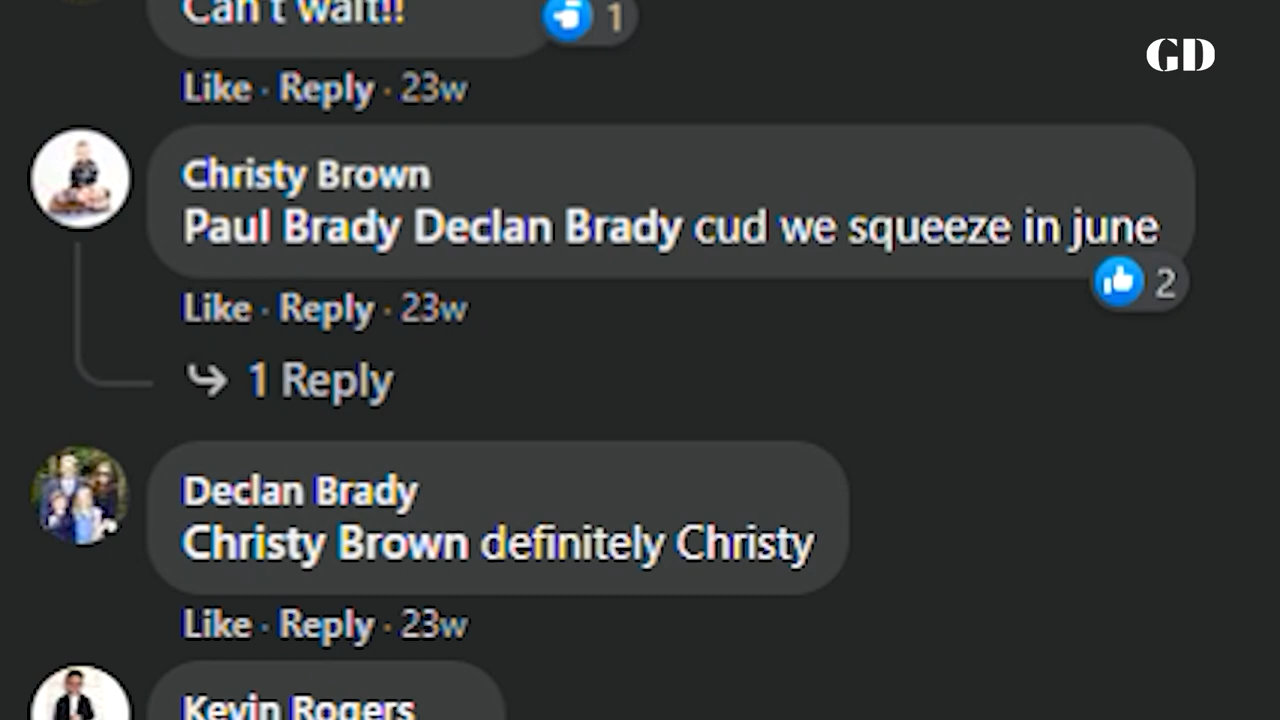 Can't wait!!
1
GD
Like · Reply · 23w
Christy Brown
Paul Brady Declan Brady cud we squeeze in june
2
Like · Reply · 23w
1 Reply
Declan Brady
Christy Brown definitely Christy
Like · Reply · 23w
Kevin Rogers